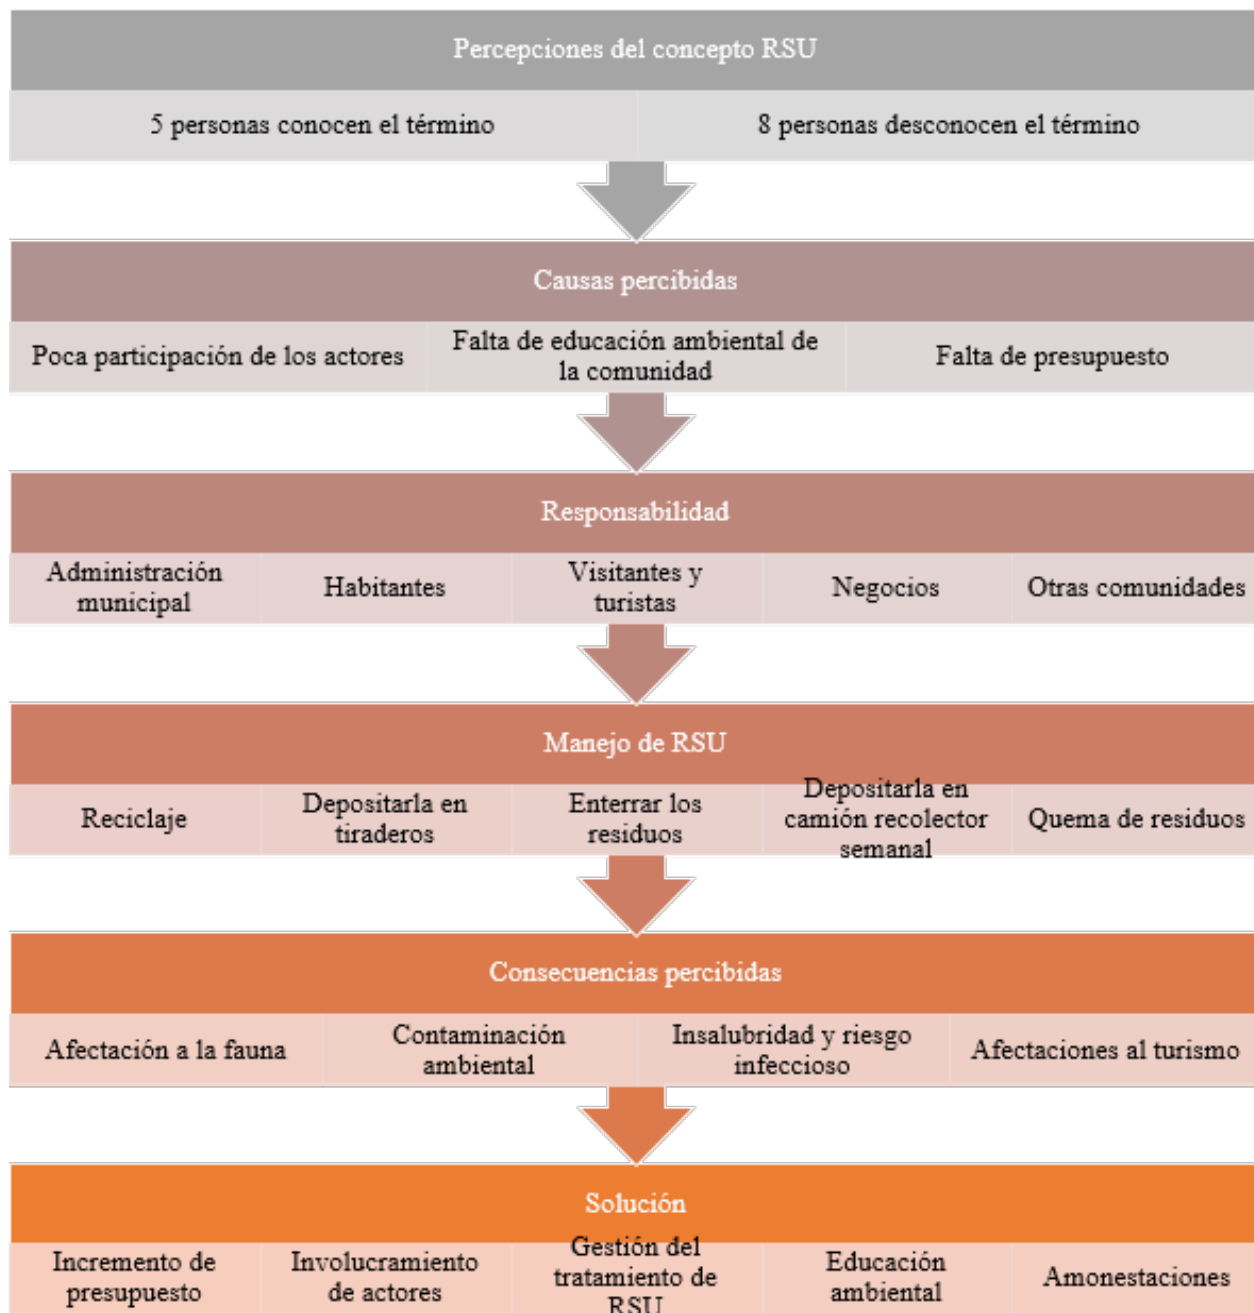 Percepciones del concepto RSU
5 personas conocen el término
8 personas desconocen el término
Causas percibidas
Poca participación de los actores
Falta de educación ambiental de
la comunidad
Falta de presupuesto
Responsabilidad
Administración
municipal
Habitantes
Visitantes y
turistas
Negocios
Otras comunidades
Manejo de RSU
Reciclaje
Depositarla en
tiraderos
Enterrar los
residuos
Depositarla en
camión recolector
semanal
Quema de residuos
Consecuencias percibidas
Afectación a la fauna
Contaminación
ambiental
Insalubridad y riesgo
infeccioso
Afectaciones al turismo
Solución
Incremento de
presupuesto
Involucramiento
de actores
Gestión del
tratamiento de
RSU
Educación
ambiental
Amonestaciones